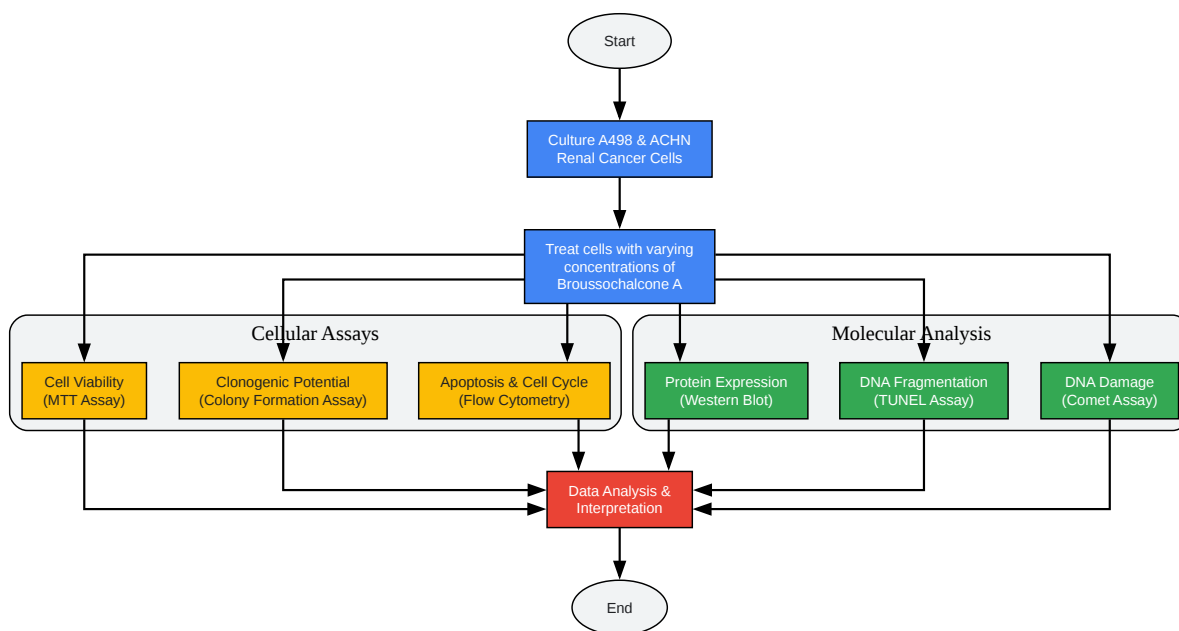 Start
Culture A498 & ACHN
Renal Cancer Cells
Treat cells with varying
concentrations of
Broussochalcone A
Cellular Assays
Cell Viability
(MTT Assay)
Clonogenic Potential
(Colony Formation Assay)
Apoptosis & Cell Cycle
(Flow Cytometry)
Molecular Analysis
Protein Expression
(Western Blot)
DNA Fragmentation
(TUNEL Assay)
DNA Damage
(Comet Assay)
Data Analysis &
Interpretation
End